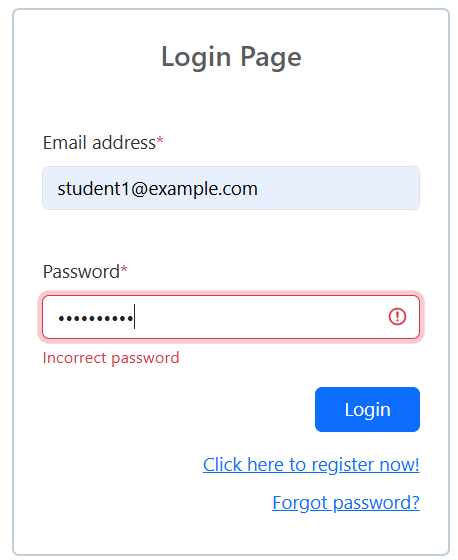 Login Page
Email address*
student1@example.com
Password*
••••••••••
Incorrect password
Login
Click here to register now!
Forgot password?